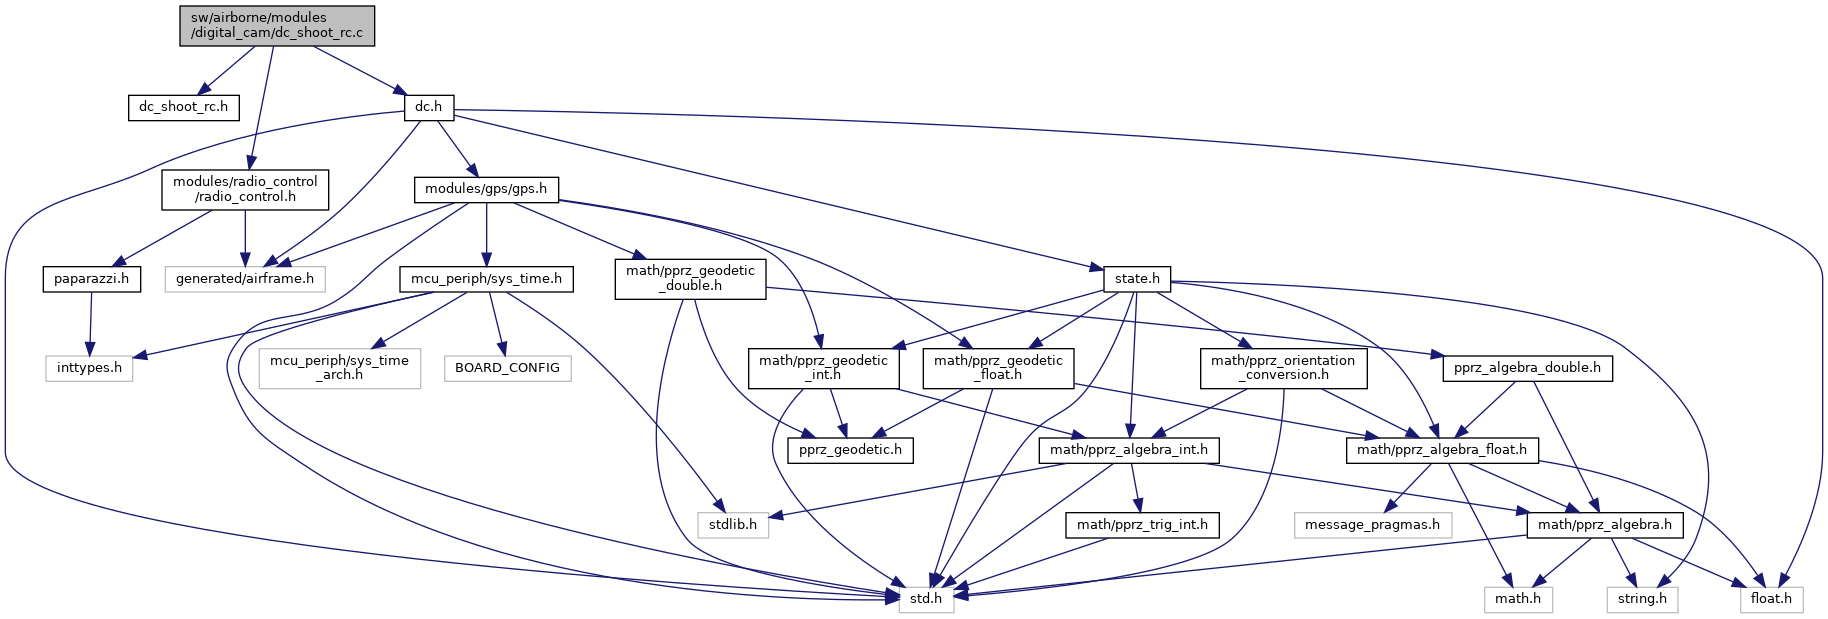 sw/airborne/modules
/digital_cam/dc_shoot_rc.c
dc_shoot_rc.h
dc.h
modules/radio_control
/radio_control.h
modules/gps/gps.h
paparazzi.h
generated/airframe.h
mcu_periph/sys_time.h
math/pprz_geodetic
_double.h
state.h
inttypes.h
mcu_periph/sys_time
_arch.h
BOARD_CONFIG
math/pprz_geodetic
_int.h
math/pprz_geodetic
_float.h
math/pprz_orientation
_conversion.h
pprz_algebra_double.h
pprz_geodetic.h
math/pprz_algebra_int.h
math/pprz_algebra_float.h
stdlib.h
math/pprz_trig_int.h
message_pragmas.h
math/pprz_algebra.h
std.h
math.h
string.h
float.h